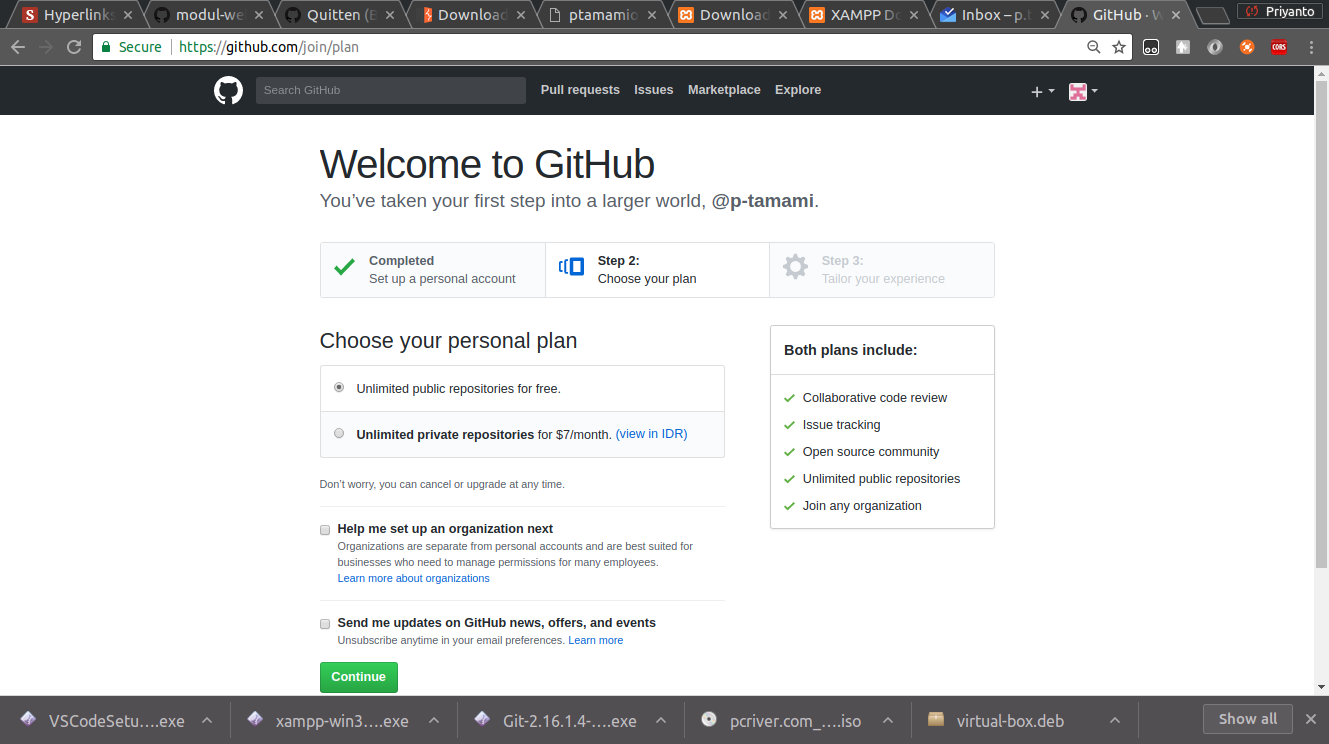 Hyperlinks
modul-we
Quitten (
Download
ptamamio
Download
XAMPP Do
Inbox – p.t
GitHub · W
Priyanto
Secure https://github.com/join/plan
CORS
Search GitHub
Pull requests Issues Marketplace Explore
Welcome to GitHub
You’ve taken your first step into a larger world, @p-tamami.
Completed
Set up a personal account
Step 2:
Choose your plan
Step 3:
Tailor your experience
Choose your personal plan
Unlimited public repositories for free.
Unlimited private repositories for $7/month. (view in IDR)
Don’t worry, you can cancel or upgrade at any time.
Help me set up an organization next
Organizations are separate from personal accounts and are best suited for
businesses who need to manage permissions for many employees.
Learn more about organizations
Send me updates on GitHub news, offers, and events
Unsubscribe anytime in your email preferences. Learn more
Continue
Both plans include:
Collaborative code review
Issue tracking
Open source community
Unlimited public repositories
Join any organization
VSCodeSetu….exe
xampp-win3….exe
Git-2.16.1.4-….exe
pcriver.com_….iso
virtual-box.deb
Show all